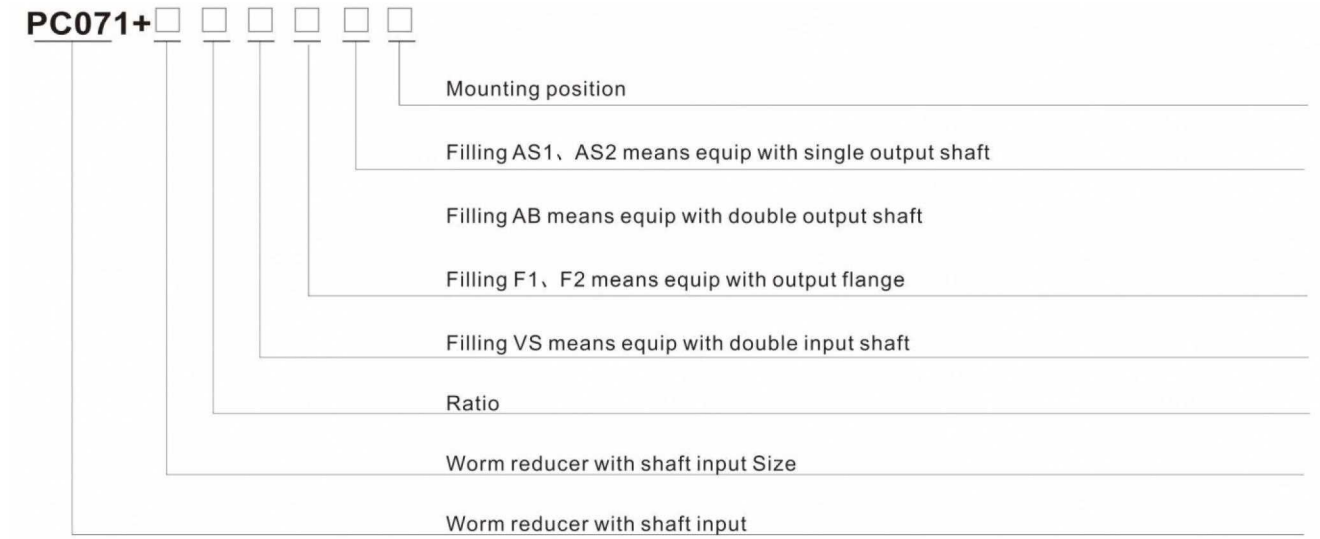 PC071+□ □ □ □ □ □
Mounting position
Filling AS1、AS2 means equip with single output shaft
Filling AB means equip with double output shaft
Filling F1、F2 means equip with output flange
Filling VS means equip with double input shaft
Ratio
Worm reducer with shaft input Size
Worm reducer with shaft input